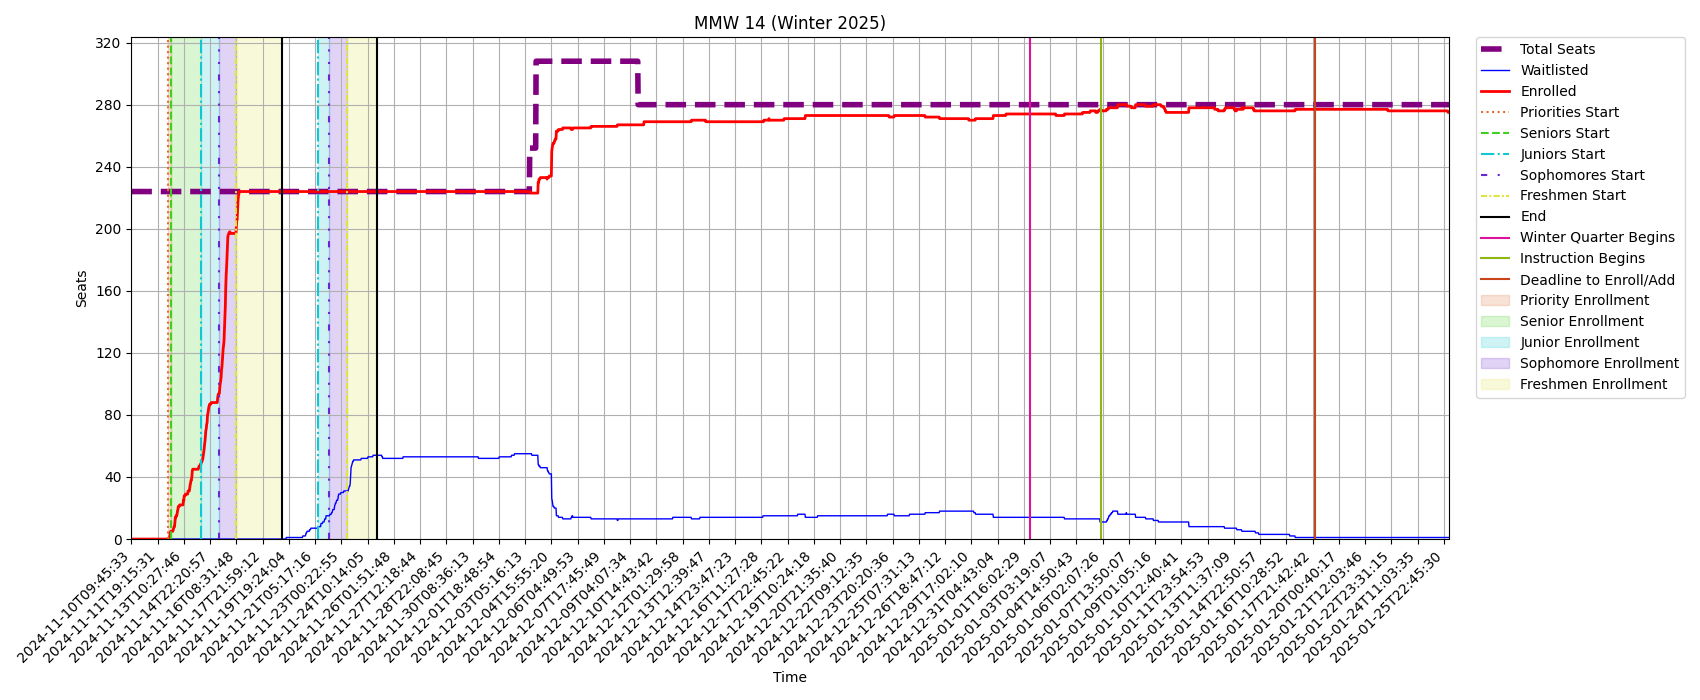 MMW 14 (Winter 2025)
320
280
240
200
160
120
80
40
0
Seats
2024-11-10T09:45:33
2024-11-11T19:15:31
2024-11-13T10:27:46
2024-11-14T22:20:57
2024-11-16T08:31:48
2024-11-17T21:59:12
2024-11-19T19:24:04
2024-11-21T05:17:16
2024-11-23T00:22:55
2024-11-24T10:14:05
2024-11-26T01:51:48
2024-11-27T12:18:44
2024-11-28T22:08:45
2024-11-30T08:36:13
2024-12-01T18:48:54
2024-12-03T05:16:13
2024-12-04T14:55:20
2024-12-06T04:49:53
2024-12-07T17:45:49
2024-12-09T04:07:34
2024-12-10T14:43:42
2024-12-12T01:29:58
2024-12-13T12:39:47
2024-12-14T23:47:23
2024-12-16T11:27:28
2024-12-17T22:45:22
2024-12-19T10:24:18
2024-12-20T21:35:40
2024-12-22T09:12:35
2024-12-23T20:20:36
2024-12-25T07:31:13
2024-12-26T18:47:12
2024-12-29T17:02:10
2024-12-31T04:43:04
2025-01-01T16:02:29
2025-01-03T03:19:07
2025-01-04T14:50:43
2025-01-06T02:07:26
2025-01-07T13:50:07
2025-01-09T01:05:16
2025-01-10T12:40:41
2025-01-11T23:54:53
2025-01-13T11:37:09
2025-01-14T22:50:57
2025-01-16T10:28:52
2025-01-17T21:42:42
2025-01-20T00:40:17
2025-01-21T12:03:46
2025-01-22T23:31:15
2025-01-24T11:03:35
2025-01-25T22:45:30
Time
Total Seats
Waitlisted
Enrolled
Priorities Start
Seniors Start
Juniors Start
Sophomores Start
Freshmen Start
End
Winter Quarter Begins
Instruction Begins
Deadline to Enroll/Add
Priority Enrollment
Senior Enrollment
Junior Enrollment
Sophomore Enrollment
Freshmen Enrollment